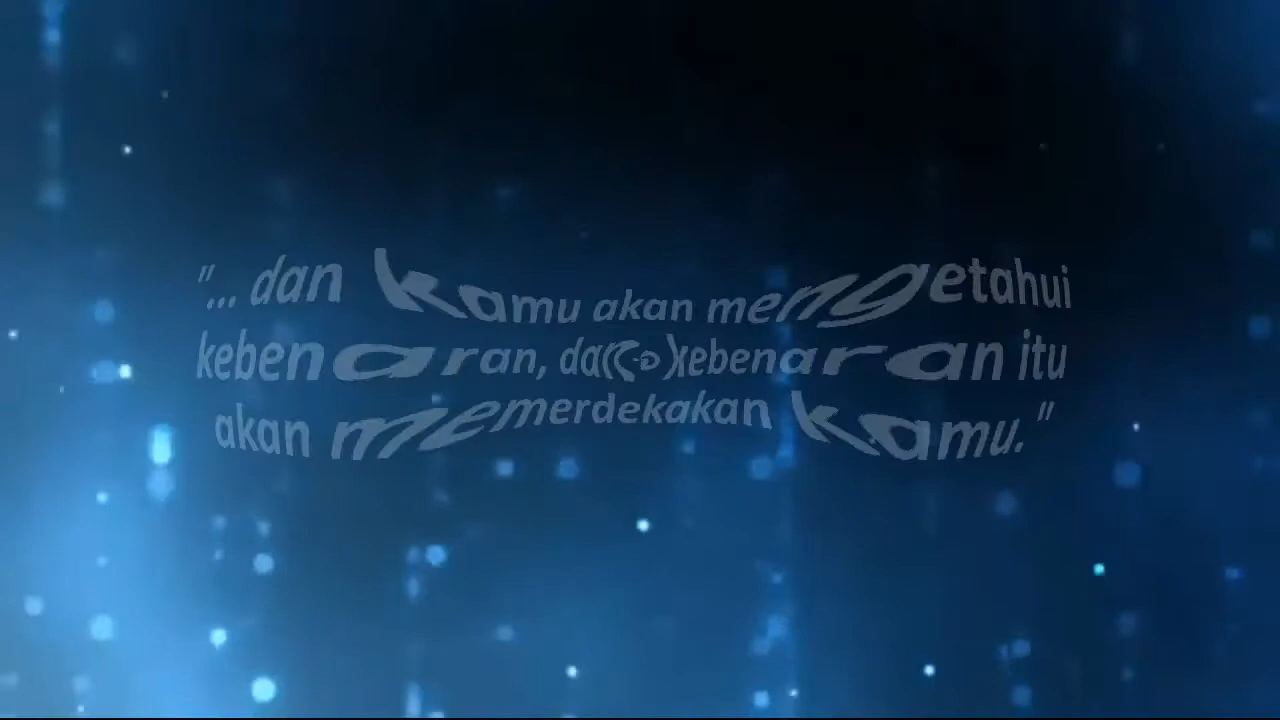 "... dan kamu akan mengetahui
kebenaran, dan kebenaran itu
akan memerdekakan kamu."